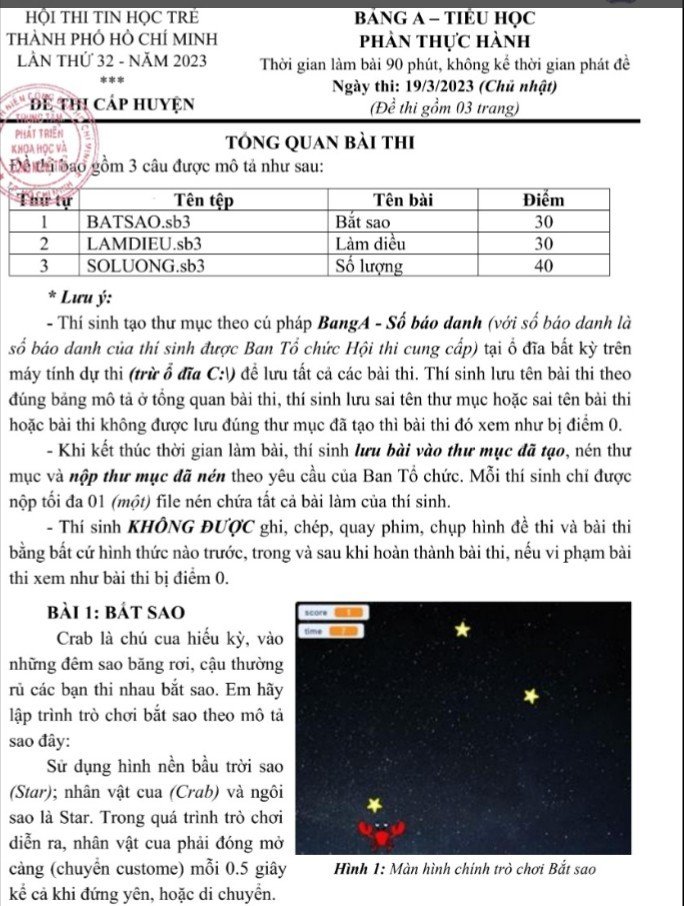 HỘI THI TIN HỌC TRẺ
THÀNH PHỐ HỒ CHÍ MINH
LẦN THỨ 32 - NĂM 2023
***
ĐỀ THI CẤP HUYỆN
BẢNG A – TIỂU HỌC
PHẦN THỰC HÀNH
Thời gian làm bài 90 phút, không kể thời gian phát đề
Ngày thi: 19/3/2023 (Chủ nhật)
(Đề thi gồm 03 trang)
PHÁT TRIỂN
KHOA HỌC VÀ
TỔNG QUAN BÀI THI
Đề thi bao gồm 3 câu được mô tả như sau:
Thứ tự Tên tệp Tên bài Điểm
1 BATSAO.sb3 Bắt sao 30
2 LAMDIEU.sb3 Làm diều 30
3 SOLUONG.sb3 Số lượng 40
* Lưu ý:
- Thí sinh tạo thư mục theo cú pháp BangA - Số báo danh (với số báo danh là
số báo danh của thí sinh được Ban Tổ chức Hội thi cung cấp) tại ổ đĩa bất kỳ trên
máy tính dự thi (trừ ổ đĩa C:\) để lưu tất cả các bài thi. Thí sinh lưu tên bài thi theo
đúng bảng mô tả ở tổng quan bài thi, thí sinh lưu sai tên thư mục hoặc sai tên bài thi
hoặc bài thi không được lưu đúng thư mục đã tạo thì bài thi đó xem như bị điểm 0.
- Khi kết thúc thời gian làm bài, thí sinh lưu bài vào thư mục đã tạo, nén thư
mục và nộp thư mục đã nén theo yêu cầu của Ban Tổ chức. Mỗi thí sinh chỉ được
nộp tối đa 01 (một) file nén chứa tất cả bài làm của thí sinh.
- Thí sinh KHÔNG ĐƯỢC ghi, chép, quay phim, chụp hình đề thi và bài thi
bằng bất cứ hình thức nào trước, trong và sau khi hoàn thành bài thi, nếu vi phạm bài
thi xem như bài thi bị điểm 0.
BÀI 1: BẮT SAO
Crab là chú cua hiếu kỳ, vào
những đêm sao băng rơi, cậu thường
rủ các bạn thi nhau bắt sao. Em hãy
lập trình trò chơi bắt sao theo mô tả
sao đây:
Sử dụng hình nền bầu trời sao
(Star); nhân vật cua (Crab) và ngôi
sao là Star. Trong quá trình trò chơi
diễn ra, nhân vật cua phải đóng mở
càng (chuyển custome) mỗi 0.5 giây
kể cả khi đứng yên, hoặc di chuyển.
score 1
time
Hình 1: Màn hình chính trò chơi Bắt sao